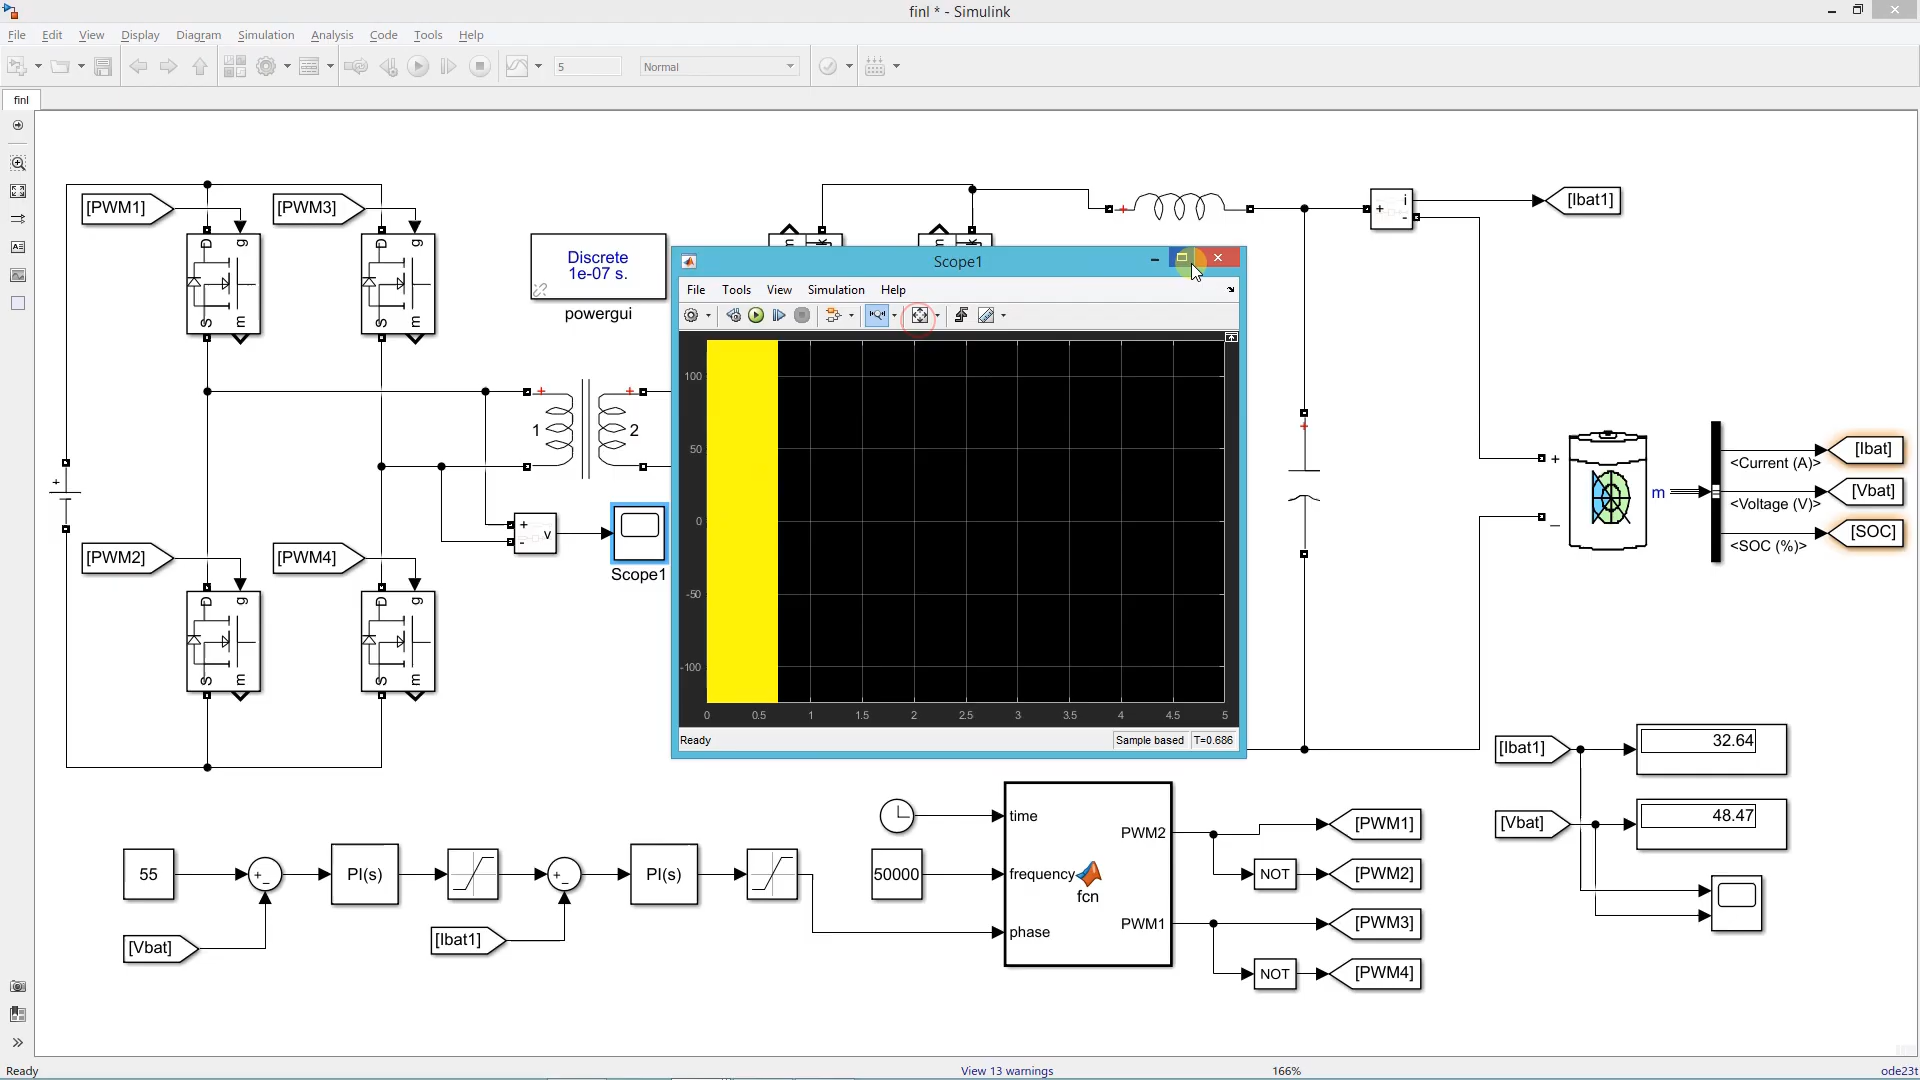 finl * - Simulink
File Edit View Display Diagram Simulation Analysis Code Tools Help
5 Normal
finl
[PWM1]
[PWM3]
D g
S m
D g
S m
Discrete
1e-07 s.
powergui
m k
m k
+
+ i
-
[Ibat1]
Scope1
File Tools View Simulation Help
100
50
0
-50
-100
0 0.5 1 1.5 2 2.5 3 3.5 4 4.5 5
Ready Sample based T=0.686
+ +
1 2
+
+
- v
Scope1
[PWM2]
[PWM4]
D g
S m
D g
S m
+
+
_
m
<Current (A)>
<Voltage (V)>
<SOC (%)>
[Ibat]
[Vbat]
[SOC]
[Ibat1]
32.64
[Vbat]
48.47
55
+
_
PI(s)
+
_
PI(s)
[Vbat]
[Ibat1]
50000
time
frequency
phase
fcn
PWM2
PWM1
NOT
NOT
[PWM1]
[PWM2]
[PWM3]
[PWM4]
Ready View 13 warnings 166% ode23t